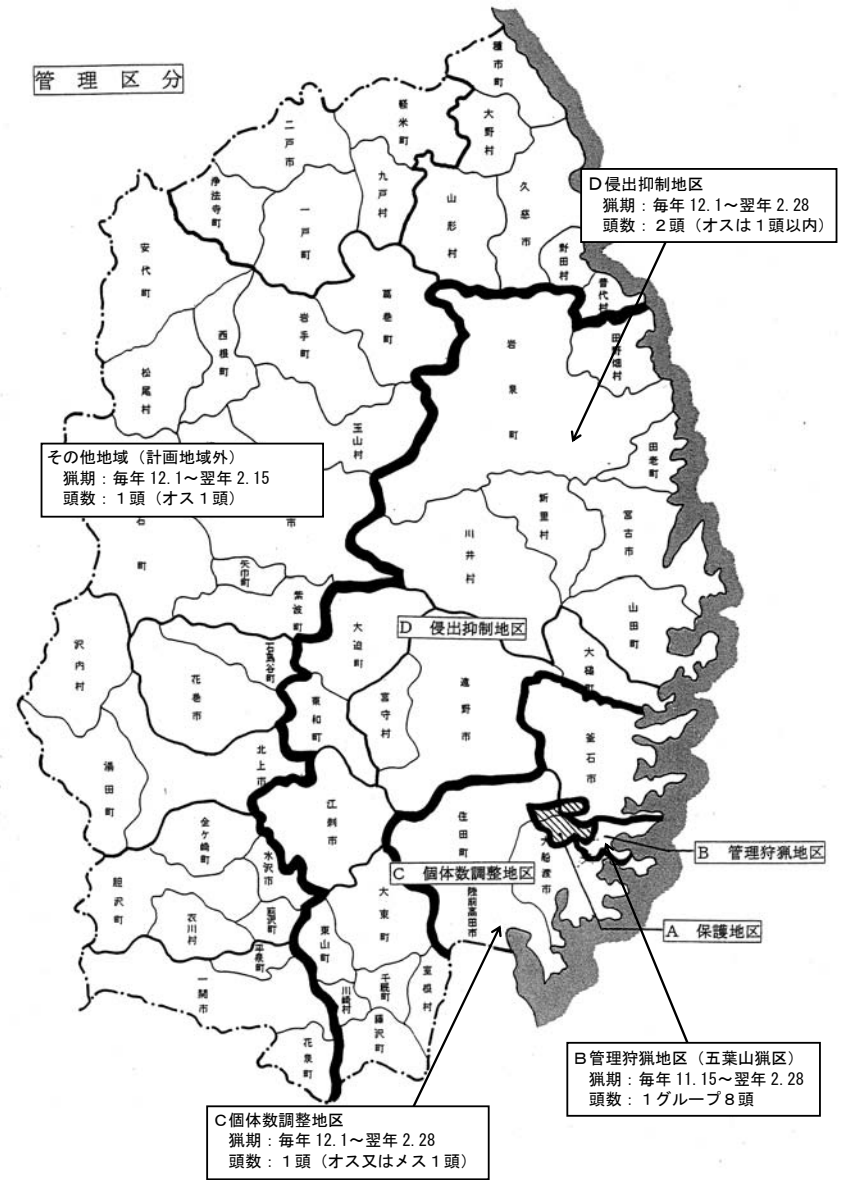 管理区分
種市町
軽米町
大野村
二戸市
九戸村
久慈市
浄法寺町
一戸町
山形村
D侵出抑制地区
猟期：毎年 12.1～翌年 2.28
頭数：２頭（オスは１頭以内）
安代町
野田村
葛巻町
普代村
岩手町
西根町
岩泉町
田野畑村
松尾村
玉山村
田老町
その他地域（計画地域外）
猟期：毎年 12.1～翌年 2.15
頭数：１頭（オス１頭）
新里村
宮古市
石町
市
川井村
矢巾町
紫波町
山田町
大迫町
D 侵出抑制地区
沢内村
石鳥谷町
大槌町
花巻市
遠野市
東和町
宮守村
釜石市
北上市
湯田町
江刺市
住田町
金ケ崎町
大船渡市
B 管理狩猟地区
水沢市
C 個体数調整地区
胆沢町
大東町
陸前高田市
前沢町
衣川村
東山町
A 保護地区
平泉町
一関市
千厩町
室根村
川崎村
藤沢町
花泉町
B管理狩猟地区（五葉山猟区）
猟期：毎年 11.15～翌年 2.28
頭数：１グループ８頭
C個体数調整地区
猟期：毎年 12.1～翌年 2.28
頭数：１頭（オス又はメス１頭）